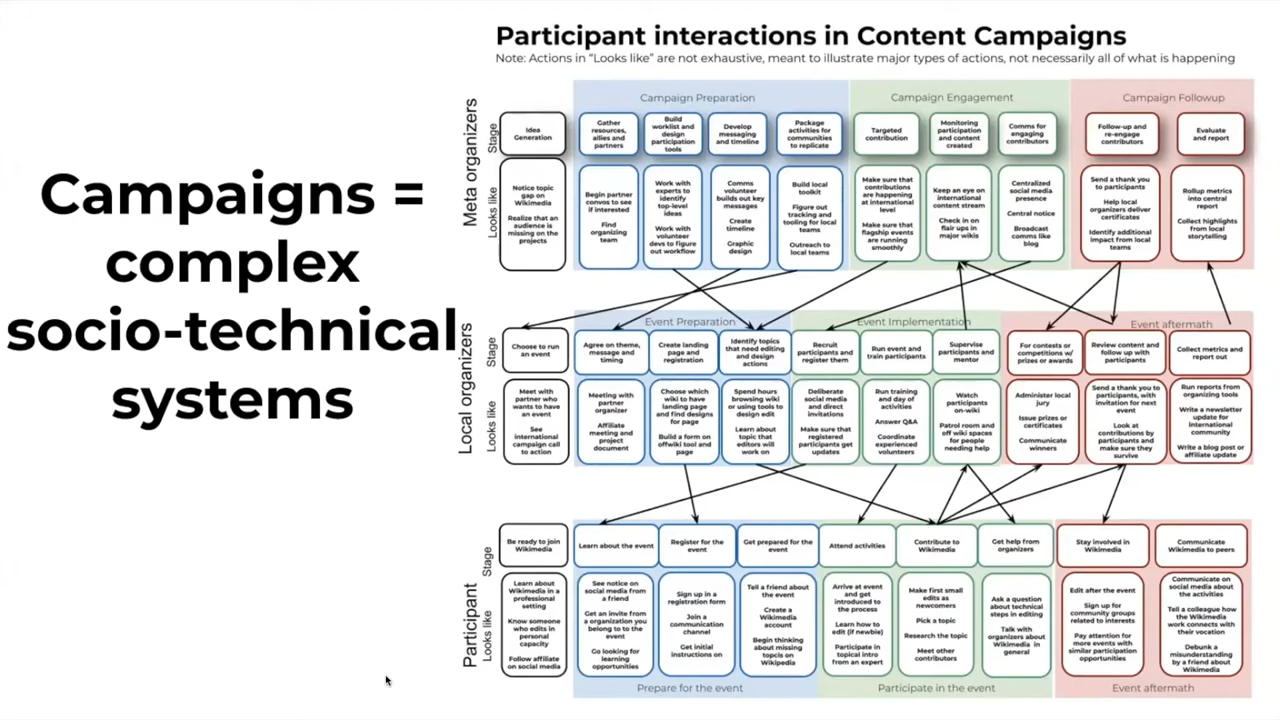 Campaigns =
complex
socio-technical
systems
Participant interactions in Content Campaigns
Note: Actions in “Looks like” are not exhaustive, meant to illustrate major types of actions, not necessarily all of what is happening
Meta organizers
Campaign Preparation
Campaign Engagement
Campaign Followup
Stage
Idea
Generation
Gather
resources,
allies and
partners
Build
worklist and
design
participation
tools
Develop
messaging
and timeline
Package
activities for
communities
to replicate
Targeted
contribution
Monitoring
participation
and content
created
Comms for
engaging
contributors
Follow-up and
re-engage
contributors
Evaluate
and report
Looks like
Notice topic
gap on
Wikimedia
Realize that an
audience is
missing on the
projects
Begin partner
convos to see
if interested
Find
organizing
team
Work with
experts to
identify
top-level
ideas
Work with
volunteer
devs to figure
out workflow
Comms
volunteer
builds out key
messages
Create
timeline
Graphic
design
Build local
toolkit
Figure out
tracking and
tooling for local
teams
Outreach to
local teams
Make sure that
contributions
are happening
at international
level
Make sure that
flagship events
are running
smoothly
Keep an eye on
international
content stream
Check in on
flair ups in
major wikis
Centralized
social media
presence
Central notice
Broadcast
comms like
blog
Send a thank you
to participants
Help local
organizers deliver
certificates
Identify additional
impact from local
teams
Rollup metrics
into central
report
Collect highlights
from local
storytelling
Local organizers
Event Preparation
Event Implementation
Event aftermath
Stage
Choose to run
an event
Agree on theme,
message and
timing
Create landing
page and
registration
Identify topics
that need editing
and design
actions
Recruit
participants and
register them
Run event and
train participants
Supervise
participants and
mentor
For contests or
competitions w/
prizes or awards
Review content and
follow up with
participants
Collect metrics and
report out
Looks like
Meet with
partner who
wants to have
an event
See
international
campaign call
to action
Meeting with
partner
organizer
Affiliate
meeting and
project
document
Choose which
wiki to have
landing page
and find designs
for page
Build a form on
offwiki tool and
page
Spend hours
browsing wiki
or using tools to
design edit
Learn about
topic that
editors will
work on
Deliberate
social media
and direct
invitations
Make sure that
registered
participants get
updates
Run training
and day of
activities
Answer Q&A
Coordinate
experienced
volunteers
Watch
participants
on-wiki
Patrol room and
off wiki spaces
for people
needing help
Administer local
jury
Issue prizes or
certificates
Communicate
winners
Send a thank you to
participants, with
invitation for next
event
Look at
contributions by
participants and
make sure they
survive
Run reports from
organizing tools
Write a newsletter
update for
international
community
Write a blog post or
affiliate update
Participant
Stage
Be ready to join
Wikimedia
Learn about the event
Register for the
event
Get prepared for the
event
Attend activities
Contribute to
Wikimedia
Get help from
organizers
Stay involved in
Wikimedia
Communicate
Wikimedia to peers
Looks like
Learn about
Wikimedia in a
professional
setting
Know someone
who edits in
personal
capacity
Follow affiliate
on social media
See notice on
social media from
a friend
Get an invite from
a organization you
belong to to the
event
Go looking for
learning
opportunities
Sign up in a
registration form
Join a
communication
channel
Get initial
instructions on
Tell a friend about
the event
Create a
Wikimedia
account
Begin thinking
about missing
topcis on
Wikipedia
Arrive at event
and get
introduced to
the process
Learn how to
edit (if newbie)
Participate in
topical intro
from an expert
Make first small
edits as
newcomers
Pick a topic
Research the topic
Meet other
contributors
Ask a question
about technical
steps in editing
Talk with
organizers about
Wikimedia in
general
Edit after the event
Sign up for
community groups
related to interests
Pay attention for
more events with
similar participation
opportunities
Communicate on
social media about
the activities
Tell a colleague how
the Wikimedia
work connects with
their vocation
Debunk a
misunderstanding
by a friend about
Wikimedia
Prepare for the event
Participate in the event
Event aftermath